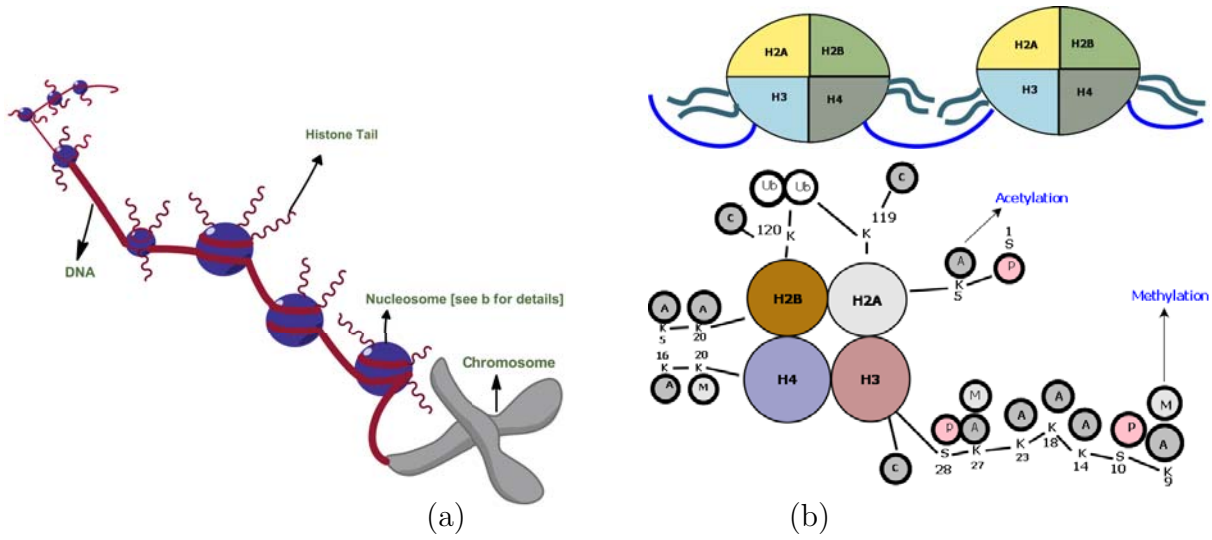 Histone Tail
DNA
Nucleosome [see b for details]
Chromosome
(a)
H2A H2B H2A H2B
H3 H4 H3 H4
Ub Ub C
C 120 K K 119
Acetylation
1
S
A P
K
5
H2B H2A
Methylation
A A
K K
5 20
16 20
K K
A M
H4 H3
M A M
P A A A P A
K
18
S K K K S K
28 27 23 14 10 9
C
(b)